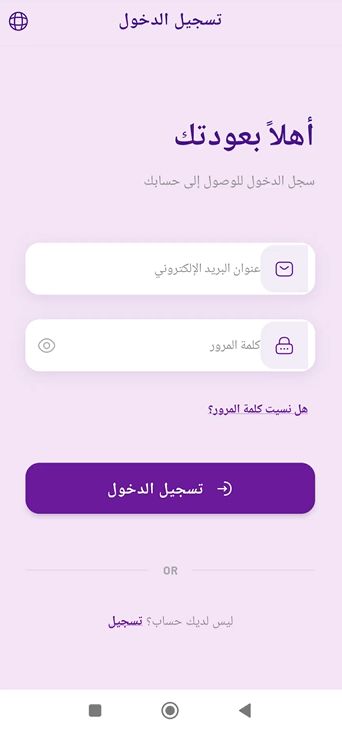 تسجيل الدخول
أهلاً بعودتك
سجل الدخول للوصول إلى حسابك
عنوان البريد الإلكتروني
كلمة المرور
هل نسيت كلمة المرور؟
تسجيل الدخول
OR
ليس لديك حساب؟ تسجيل